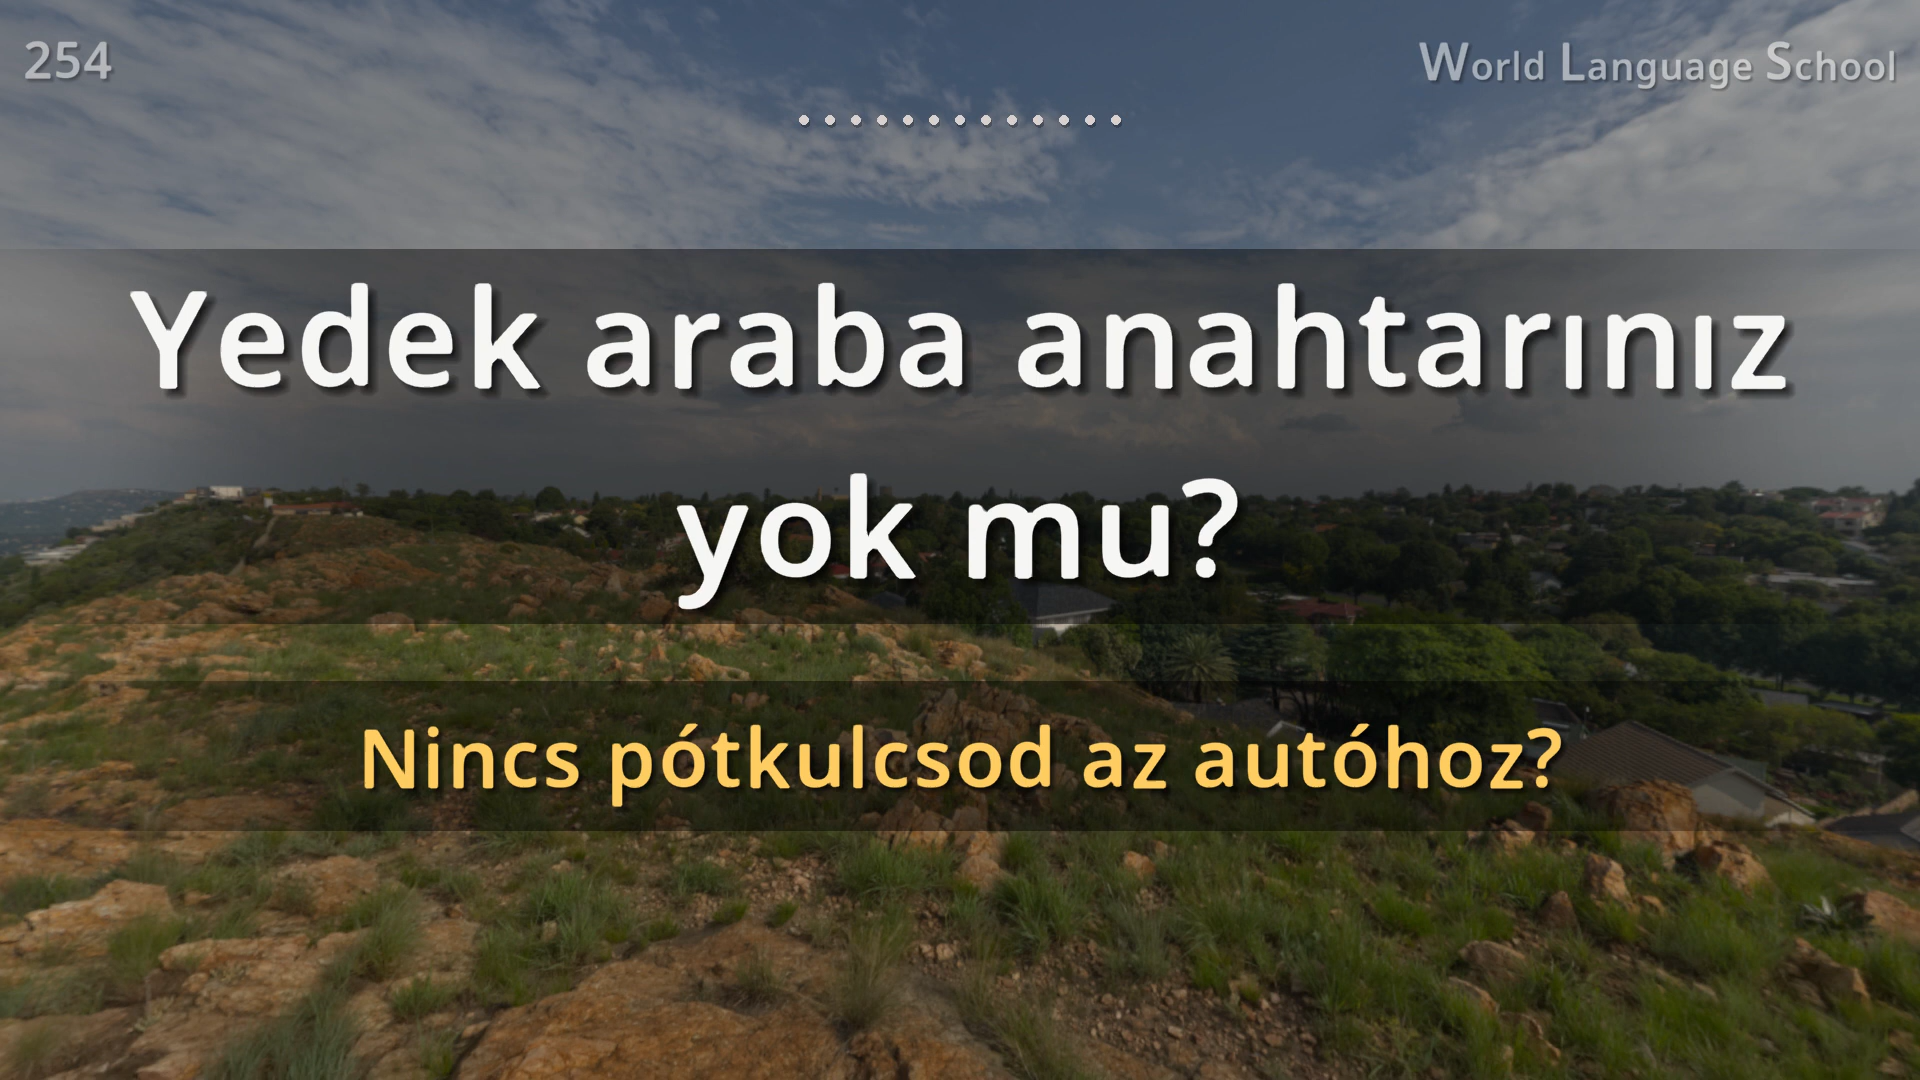 254
World Language School
Yedek araba anahtarınız
yok mu?
Nincs pótkulcsod az autóhoz?